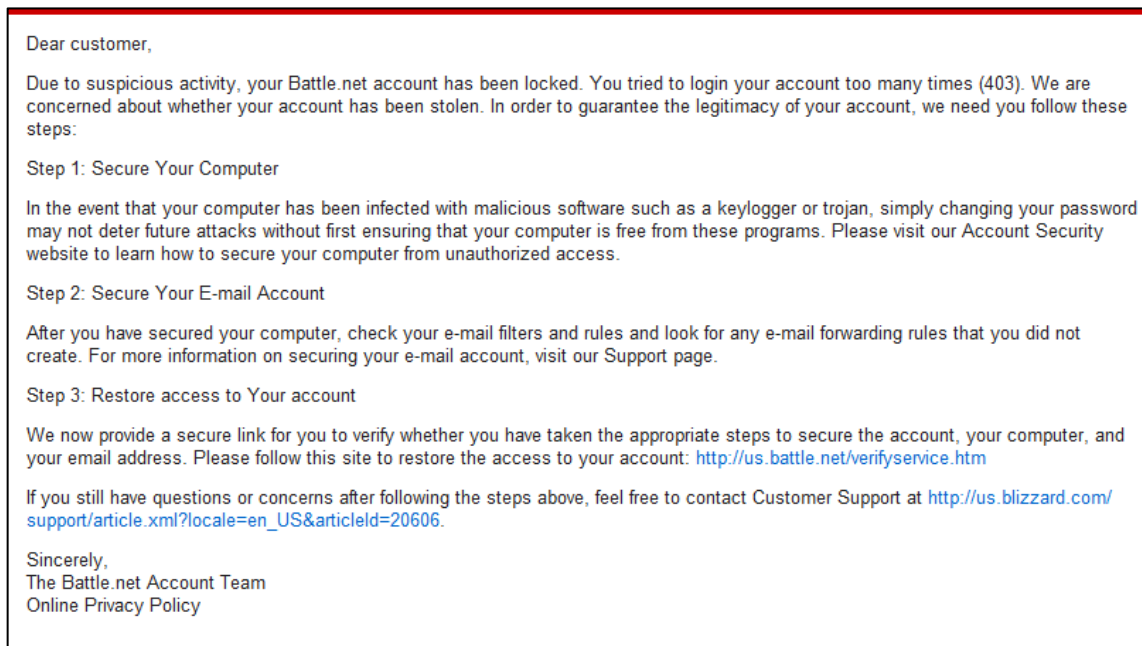 Dear customer,
Due to suspicious activity, your Battle.net account has been locked. You tried to login your account too many times (403). We are
concerned about whether your account has been stolen. In order to guarantee the legitimacy of your account, we need you follow these
steps:
Step 1: Secure Your Computer
In the event that your computer has been infected with malicious software such as a keylogger or trojan, simply changing your password
may not deter future attacks without first ensuring that your computer is free from these programs. Please visit our Account Security
website to learn how to secure your computer from unauthorized access.
Step 2: Secure Your E-mail Account
After you have secured your computer, check your e-mail filters and rules and look for any e-mail forwarding rules that you did not
create. For more information on securing your e-mail account, visit our Support page.
Step 3: Restore access to Your account
We now provide a secure link for you to verify whether you have taken the appropriate steps to secure the account, your computer, and
your email address. Please follow this site to restore the access to your account: http://us.battle.net/verifyservice.htm
If you still have questions or concerns after following the steps above, feel free to contact Customer Support at http://us.blizzard.com/
support/article.xml?locale=en_US&articleId=20606.
Sincerely,
The Battle.net Account Team
Online Privacy Policy